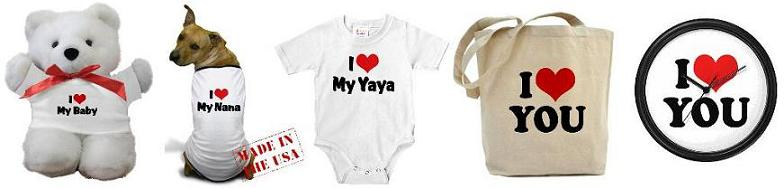 I ❤
My Baby
I ❤
My Nana
MADE IN
THE USA
I ❤
My Yaya
I ❤
YOU
I ❤
YOU